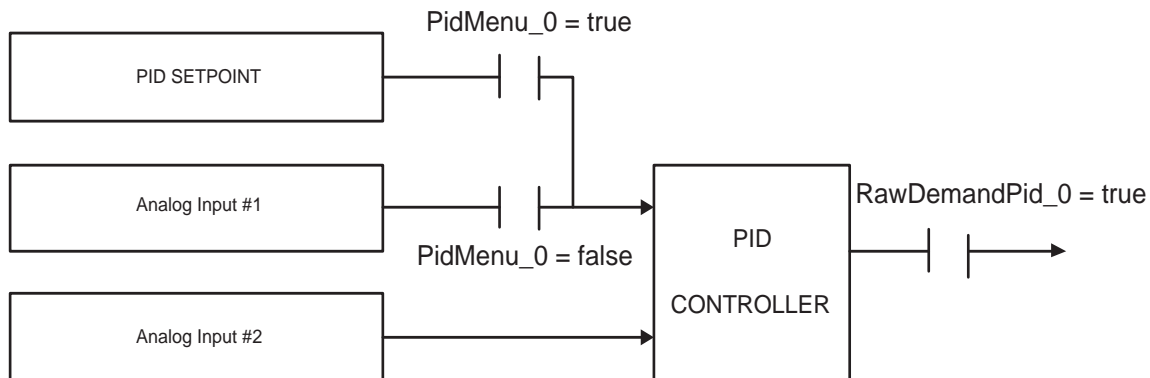 PidMenu_0 = true
PID SETPOINT
Analog Input #1
PidMenu_0 = false
RawDemandPid_0 = true
PID
CONTROLLER
Analog Input #2